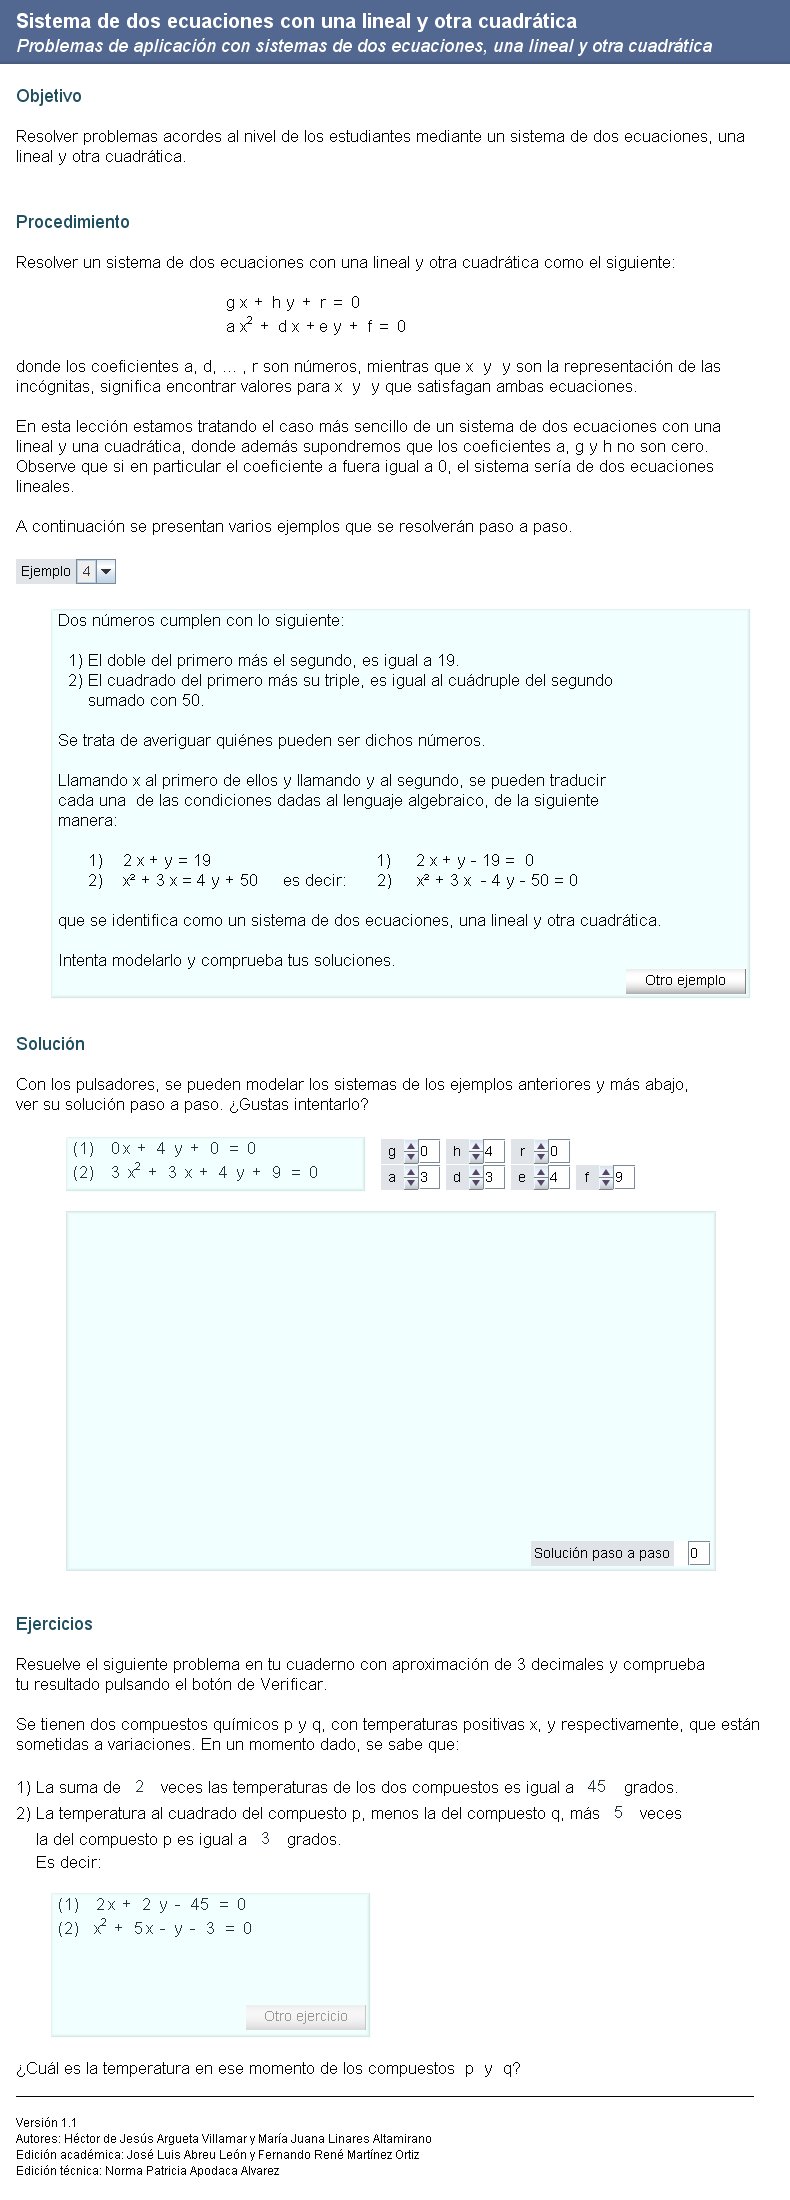 Sistema de dos ecuaciones con una lineal y otra cuadrática
Problemas de aplicación con sistemas de dos ecuaciones, una lineal y otra cuadrática
Objetivo
Resolver problemas acordes al nivel de los estudiantes mediante un sistema de dos ecuaciones, una
lineal y otra cuadrática.
Procedimiento
Resolver un sistema de dos ecuaciones con una lineal y otra cuadrática como el siguiente:
g x + h y + r = 0
a x² + d x + e y + f = 0
donde los coeficientes a, d, ... , r son números, mientras que x y y son la representación de las
incógnitas, significa encontrar valores para x y y que satisfagan ambas ecuaciones.
En esta lección estamos tratando el caso más sencillo de un sistema de dos ecuaciones con una
lineal y una cuadrática, donde además supondremos que los coeficientes a, g y h no son cero.
Observe que si en particular el coeficiente a fuera igual a 0, el sistema sería de dos ecuaciones
lineales.
A continuación se presentan varios ejemplos que se resolverán paso a paso.
Ejemplo 4
Dos números cumplen con lo siguiente:
1) El doble del primero más el segundo, es igual a 19.
2) El cuadrado del primero más su triple, es igual al cuádruple del segundo
sumado con 50.
Se trata de averiguar quiénes pueden ser dichos números.
Llamando x al primero de ellos y llamando y al segundo, se pueden traducir
cada una de las condiciones dadas al lenguaje algebraico, de la siguiente
manera:
1) 2 x + y = 19 1) 2 x + y - 19 = 0
2) x² + 3 x = 4 y + 50 es decir: 2) x² + 3 x - 4 y - 50 = 0
que se identifica como un sistema de dos ecuaciones, una lineal y otra cuadrática.
Intenta modelarlo y comprueba tus soluciones.
Otro ejemplo
Solución
Con los pulsadores, se pueden modelar los sistemas de los ejemplos anteriores y más abajo,
ver su solución paso a paso. ¿Gustas intentarlo?
(1) 0 x + 4 y + 0 = 0 g 0 h 4 r 0
(2) 3 x² + 3 x + 4 y + 9 = 0 a 3 d 3 e 4 f 9
Solución paso a paso 0
Ejercicios
Resuelve el siguiente problema en tu cuaderno con aproximación de 3 decimales y comprueba
tu resultado pulsando el botón de Verificar.
Se tienen dos compuestos químicos p y q, con temperaturas positivas x, y respectivamente, que están
sometidas a variaciones. En un momento dado, se sabe que:
1) La suma de 2 veces las temperaturas de los dos compuestos es igual a 45 grados.
2) La temperatura al cuadrado del compuesto p, menos la del compuesto q, más 5 veces
la del compuesto p es igual a 3 grados.
Es decir:
(1) 2 x + 2 y - 45 = 0
(2) x² + 5 x - y - 3 = 0
Otro ejercicio
¿Cuál es la temperatura en ese momento de los compuestos p y q?
Versión 1.1
Autores: Héctor de Jesús Argueta Villamar y María Juana Linares Altamirano
Edición académica: José Luis Abreu León y Fernando René Martínez Ortiz
Edición técnica: Norma Patricia Apodaca Alvarez